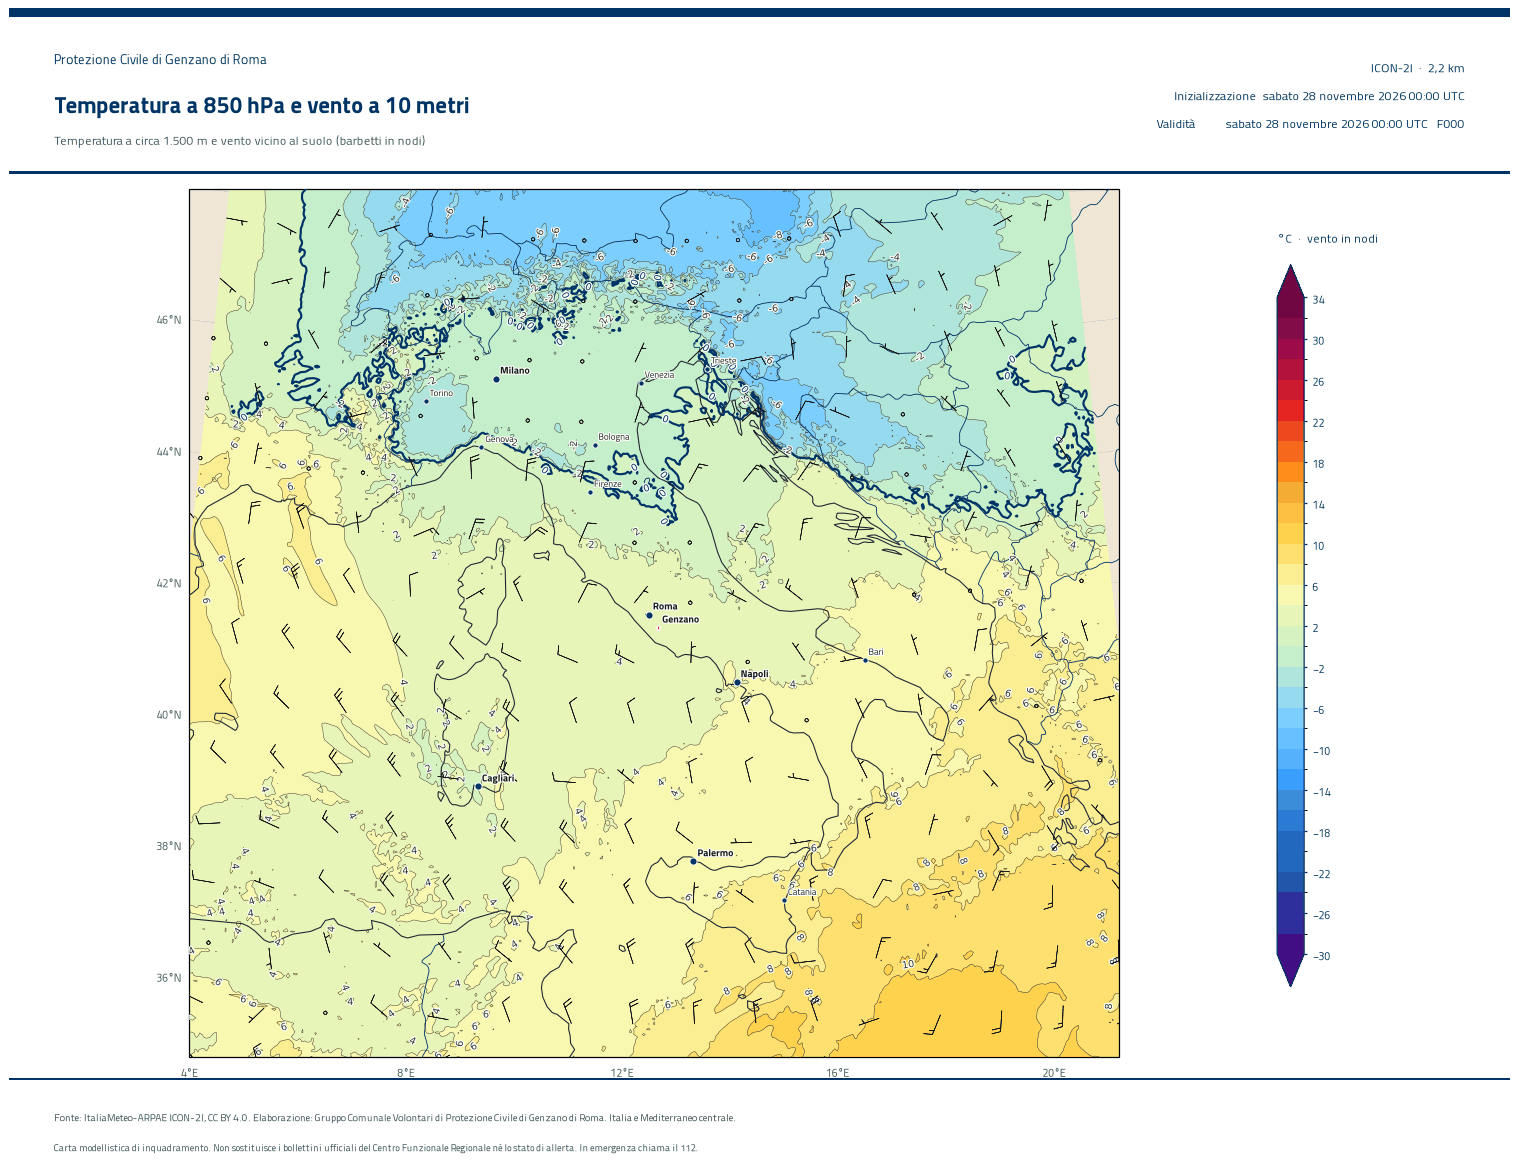 Protezione Civile di Genzano di Roma
Temperatura a 850 hPa e vento a 10 metri
Temperatura a circa 1.500 m e vento vicino al suolo (barbetti in nodi)
ICON-2I · 2,2 km
Inizializzazione sabato 28 novembre 2026 00:00 UTC
Validità sabato 28 novembre 2026 00:00 UTC F000
°C · vento in nodi
34
30
26
22
18
14
10
6
2
−2
−6
−10
−14
−18
−22
−26
−30
46°N
44°N
42°N
40°N
38°N
36°N
4°E
8°E
12°E
16°E
20°E
Milano
Torino
Venezia
Trieste
Genova
Bologna
Firenze
Roma
Genzano
Napoli
Bari
Cagliari
Palermo
Catania
Fonte: ItaliaMeteo-ARPAE ICON-2I, CC BY 4.0. Elaborazione: Gruppo Comunale Volontari di Protezione Civile di Genzano di Roma. Italia e Mediterraneo centrale.
Carta modellistica di inquadramento. Non sostituisce i bollettini ufficiali del Centro Funzionale Regionale né lo stato di allerta. In emergenza chiama il 112.